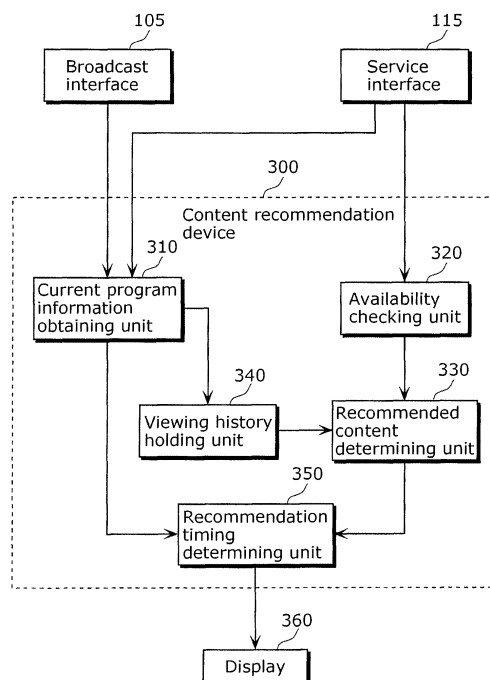 105
115
Broadcast
interface
Service
interface
300
Content recommendation
device
310
Current program
information
obtaining unit
320
Availability
checking unit
340
Viewing history
holding unit
330
Recommended
content
determining unit
350
Recommendation
timing
determining unit
360
Display